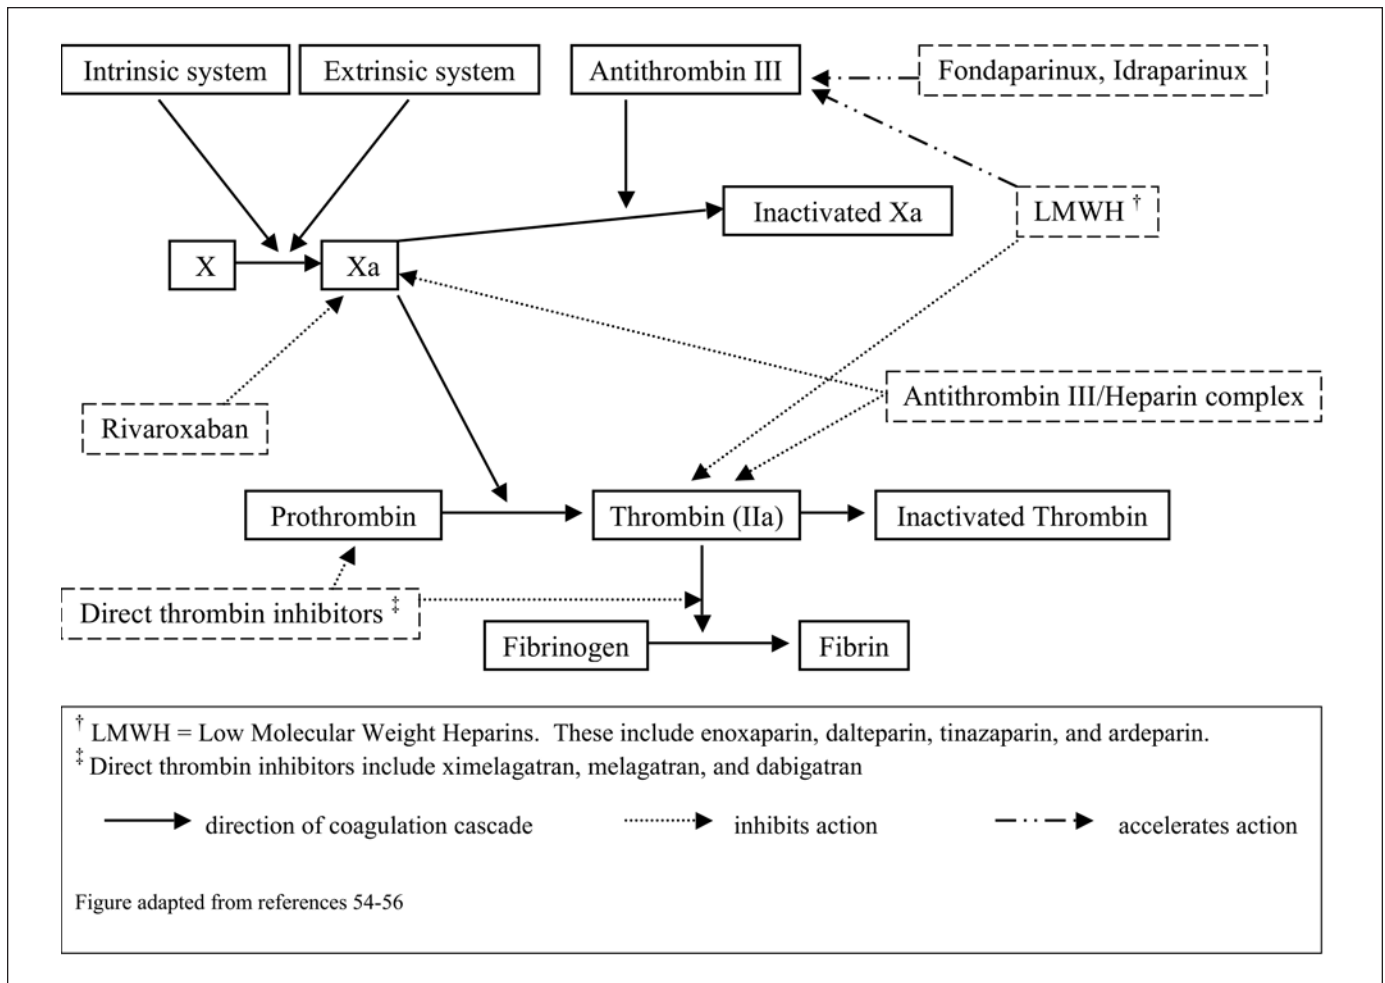 Intrinsic system
Extrinsic system
Antithrombin III
Fondaparinux, Idraparinux
Inactivated Xa
LMWH †
X
Xa
Antithrombin III/Heparin complex
Rivaroxaban
Prothrombin
Thrombin (IIa)
Inactivated Thrombin
Direct thrombin inhibitors ‡
Fibrinogen
Fibrin
† LMWH = Low Molecular Weight Heparins. These include enoxaparin, dalteparin, tinazaparin, and ardeparin.
‡ Direct thrombin inhibitors include ximelagatran, melagatran, and dabigatran
direction of coagulation cascade
inhibits action
accelerates action
Figure adapted from references 54-56